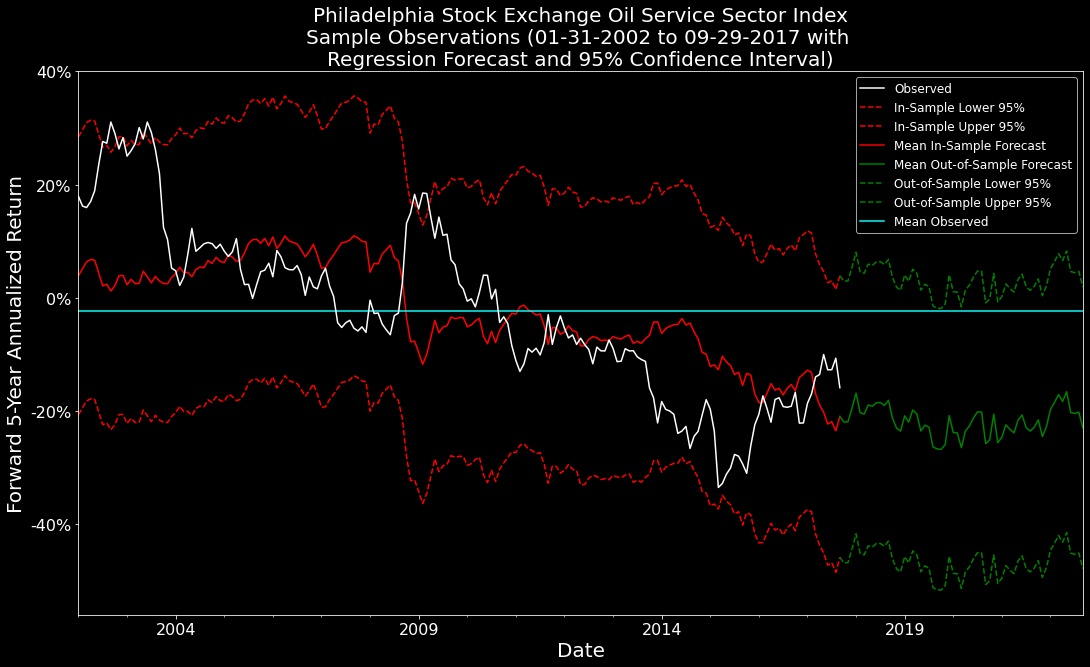 Philadelphia Stock Exchange Oil Service Sector Index
Sample Observations (01-31-2002 to 09-29-2017 with
Regression Forecast and 95% Confidence Interval)
40%
20%
0%
-20%
-40%
Forward 5-Year Annualized Return
Observed
In-Sample Lower 95%
In-Sample Upper 95%
Mean In-Sample Forecast
Mean Out-of-Sample Forecast
Out-of-Sample Lower 95%
Out-of-Sample Upper 95%
Mean Observed
2004
2009
2014
2019
Date